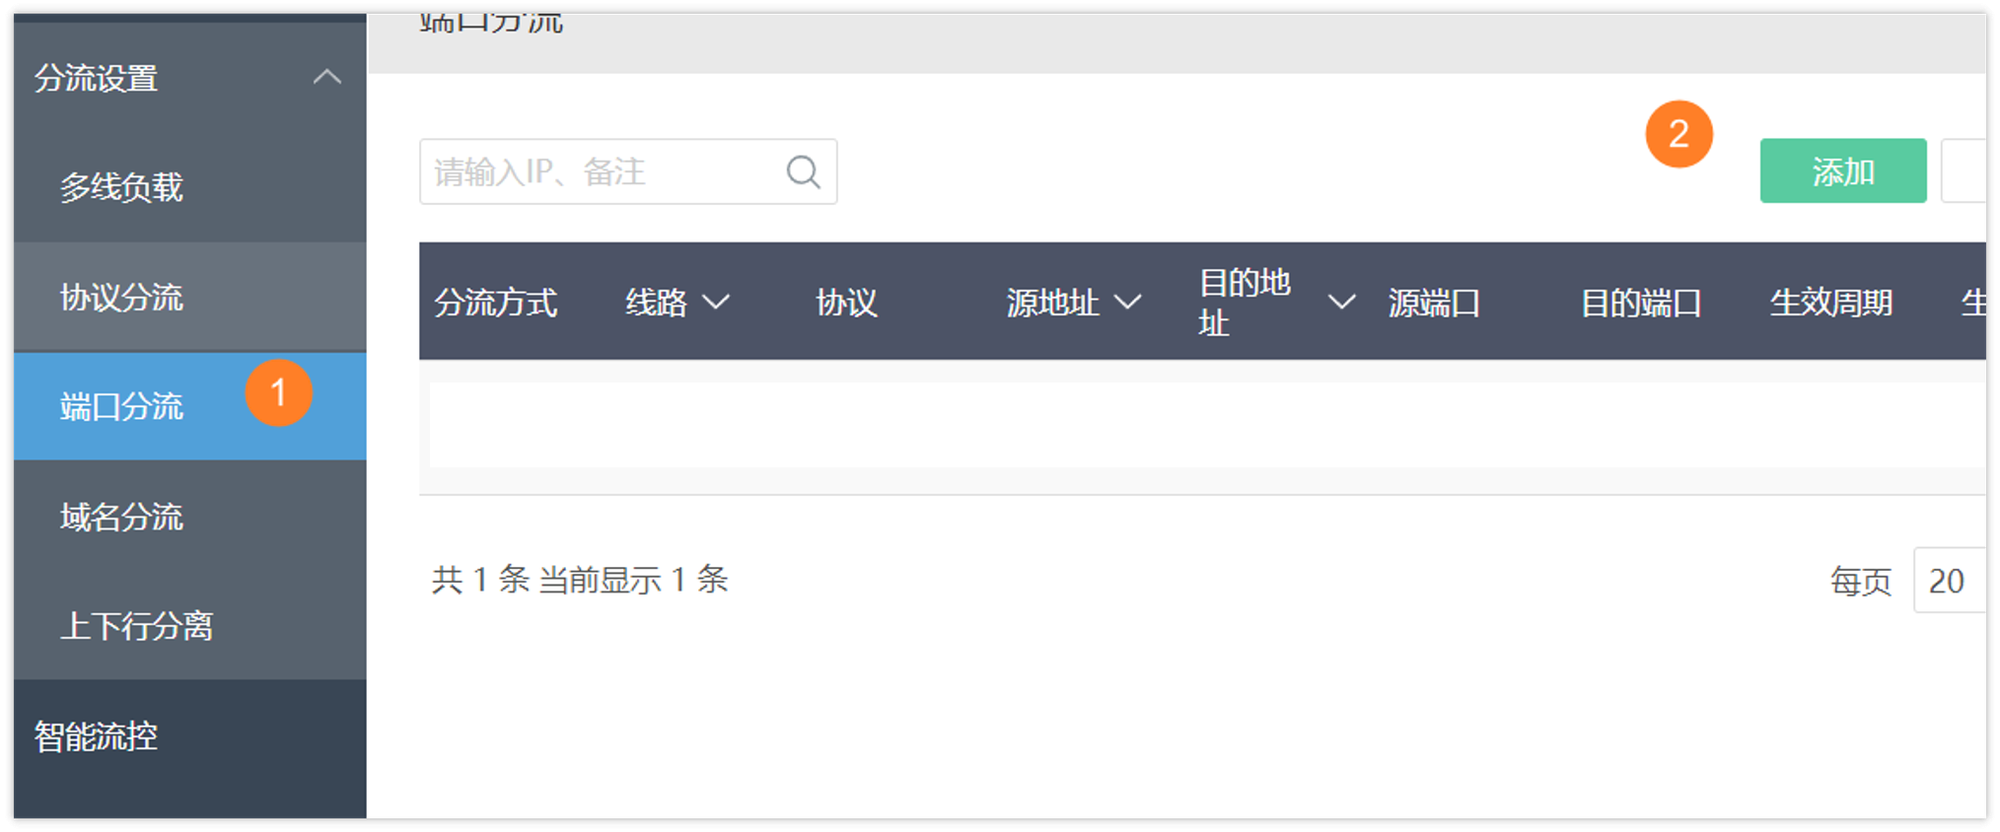 端口分流
分流设置
多线负载
协议分流
端口分流
1
域名分流
上下行分离
智能流控
请输入IP、备注
2
添加
分流方式 线路 协议 源地址 目的地址 源端口 目的端口 生效周期 生
共 1 条 当前显示 1 条
每页 20